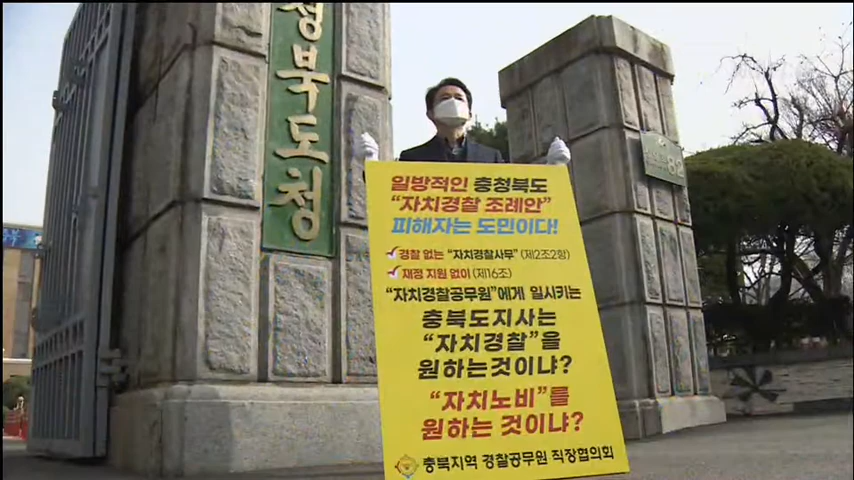 청북도청
일방적인 충청북도
“자치경찰 조례안”
피해자는 도민이다!
경찰 없는 “자치경찰사무” (제2조2항)
재정 지원 없이 (제16조)
“자치경찰공무원”에게 일시키는
충북도지사는
“자치경찰”을
원하는 것이냐?
“자치노비”를
원하는 것이냐?
충북지역 경찰공무원 직장협의회